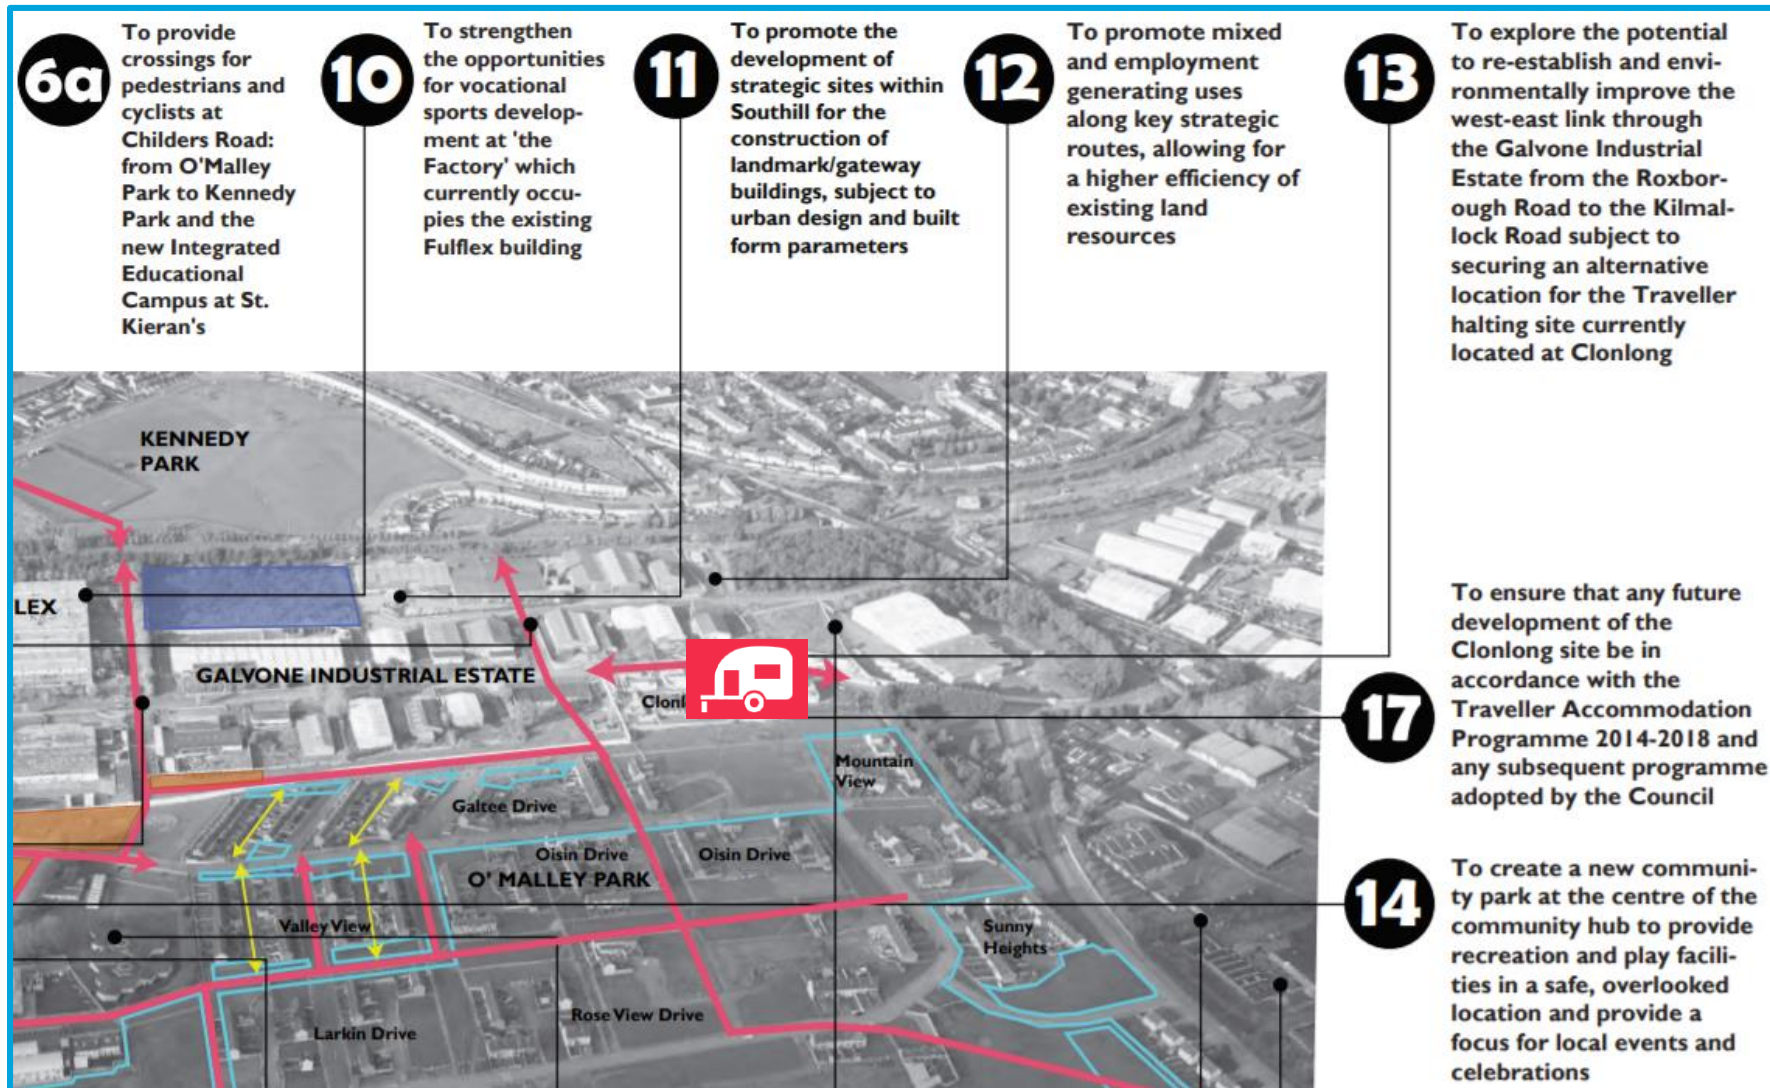 6a
To provide
crossings for
pedestrians and
cyclists at
Childers Road:
from O'Malley
Park to Kennedy
Park and the
new Integrated
Educational
Campus at St.
Kieran's
10
To strengthen
the opportunities
for vocational
sports develop-
ment at 'the
Factory' which
currently occu-
pies the existing
Fulflex building
11
To promote the
development of
strategic sites within
Southill for the
construction of
landmark/gateway
buildings, subject to
urban design and built
form parameters
12
To promote mixed
and employment
generating uses
along key strategic
routes, allowing for
a higher efficiency of
existing land
resources
13
To explore the potential
to re-establish and envi-
ronmentally improve the
west-east link through
the Galvone Industrial
Estate from the Roxbor-
ough Road to the Kilmal-
lock Road subject to
securing an alternative
location for the Traveller
halting site currently
located at Clonlong
KENNEDY
PARK
LEX
GALVONE INDUSTRIAL ESTATE
17
To ensure that any future
development of the
Clonlong site be in
accordance with the
Traveller Accommodation
Programme 2014-2018 and
any subsequent programme
adopted by the Council
Mountain
View
Galtee Drive
Oisin Drive
Oisin Drive
O' MALLEY PARK
14
To create a new communi-
ty park at the centre of the
community hub to provide
recreation and play facili-
ties in a safe, overlooked
location and provide a
focus for local events and
celebrations
Valley View
Sunny
Heights
Rose View Drive
Larkin Drive